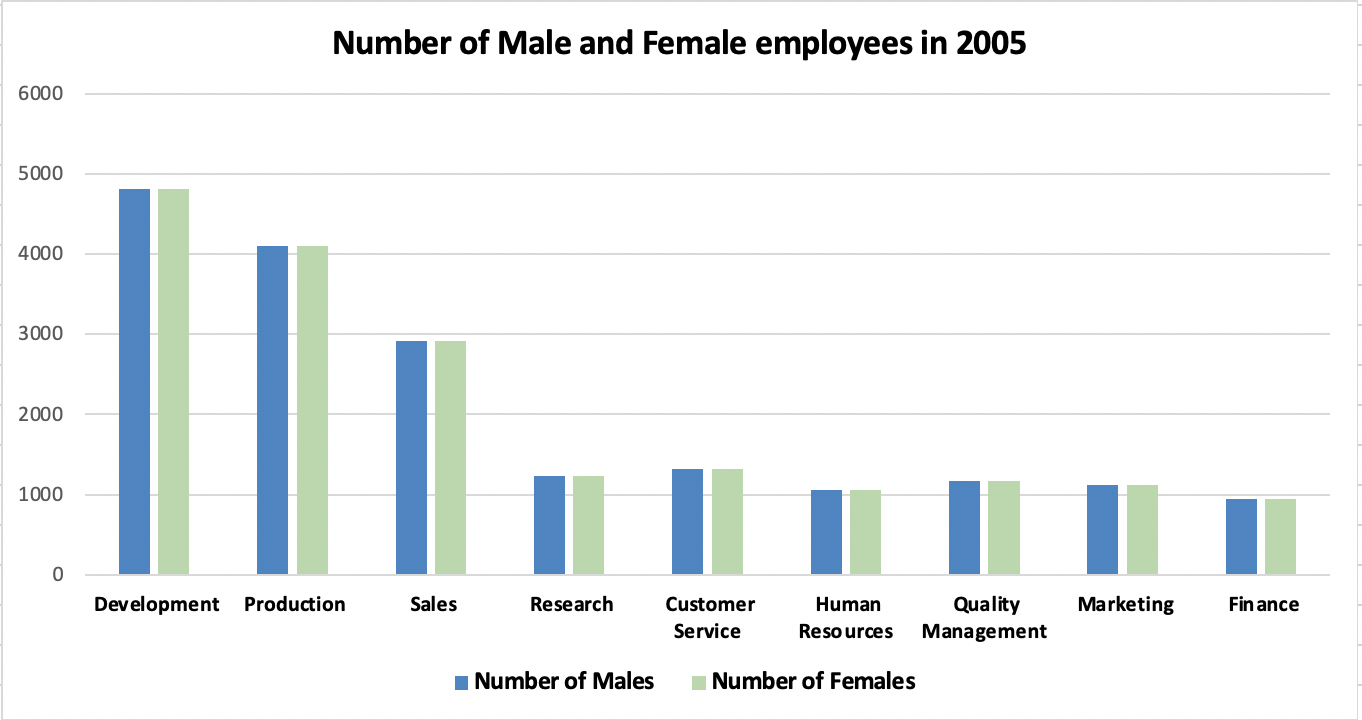 Number of Male and Female employees in 2005
6000
5000
4000
3000
2000
1000
0
Development Production Sales Research Customer Service Human Resources Quality Management Marketing Finance
Number of Males Number of Females